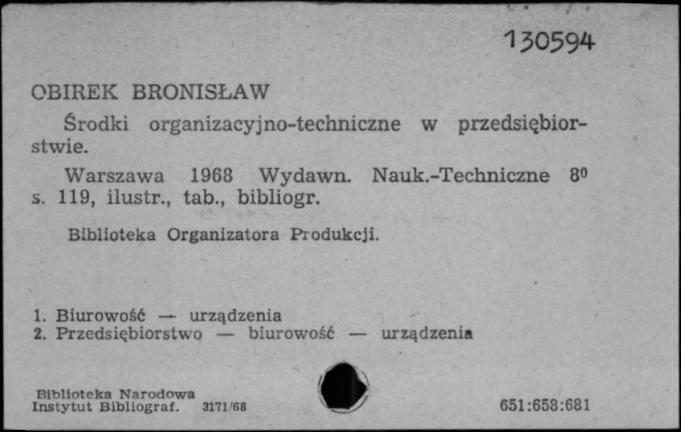 130594
OBIREK BRONISŁAW
Środki organizacyjno-techniczne w przedsiębior-
stwie.
Warszawa 1968 Wydawn. Nauk.-Techniczne 8⁰
s. 119, ilustr., tab., bibliogr.
Biblioteka Organizatora Produkcji.
1. Biurowość — urządzenia
2. Przedsiębiorstwo — biurowość — urządzenia
Biblioteka Narodowa
Instytut Bibliograf. 3171/68
651:658:681